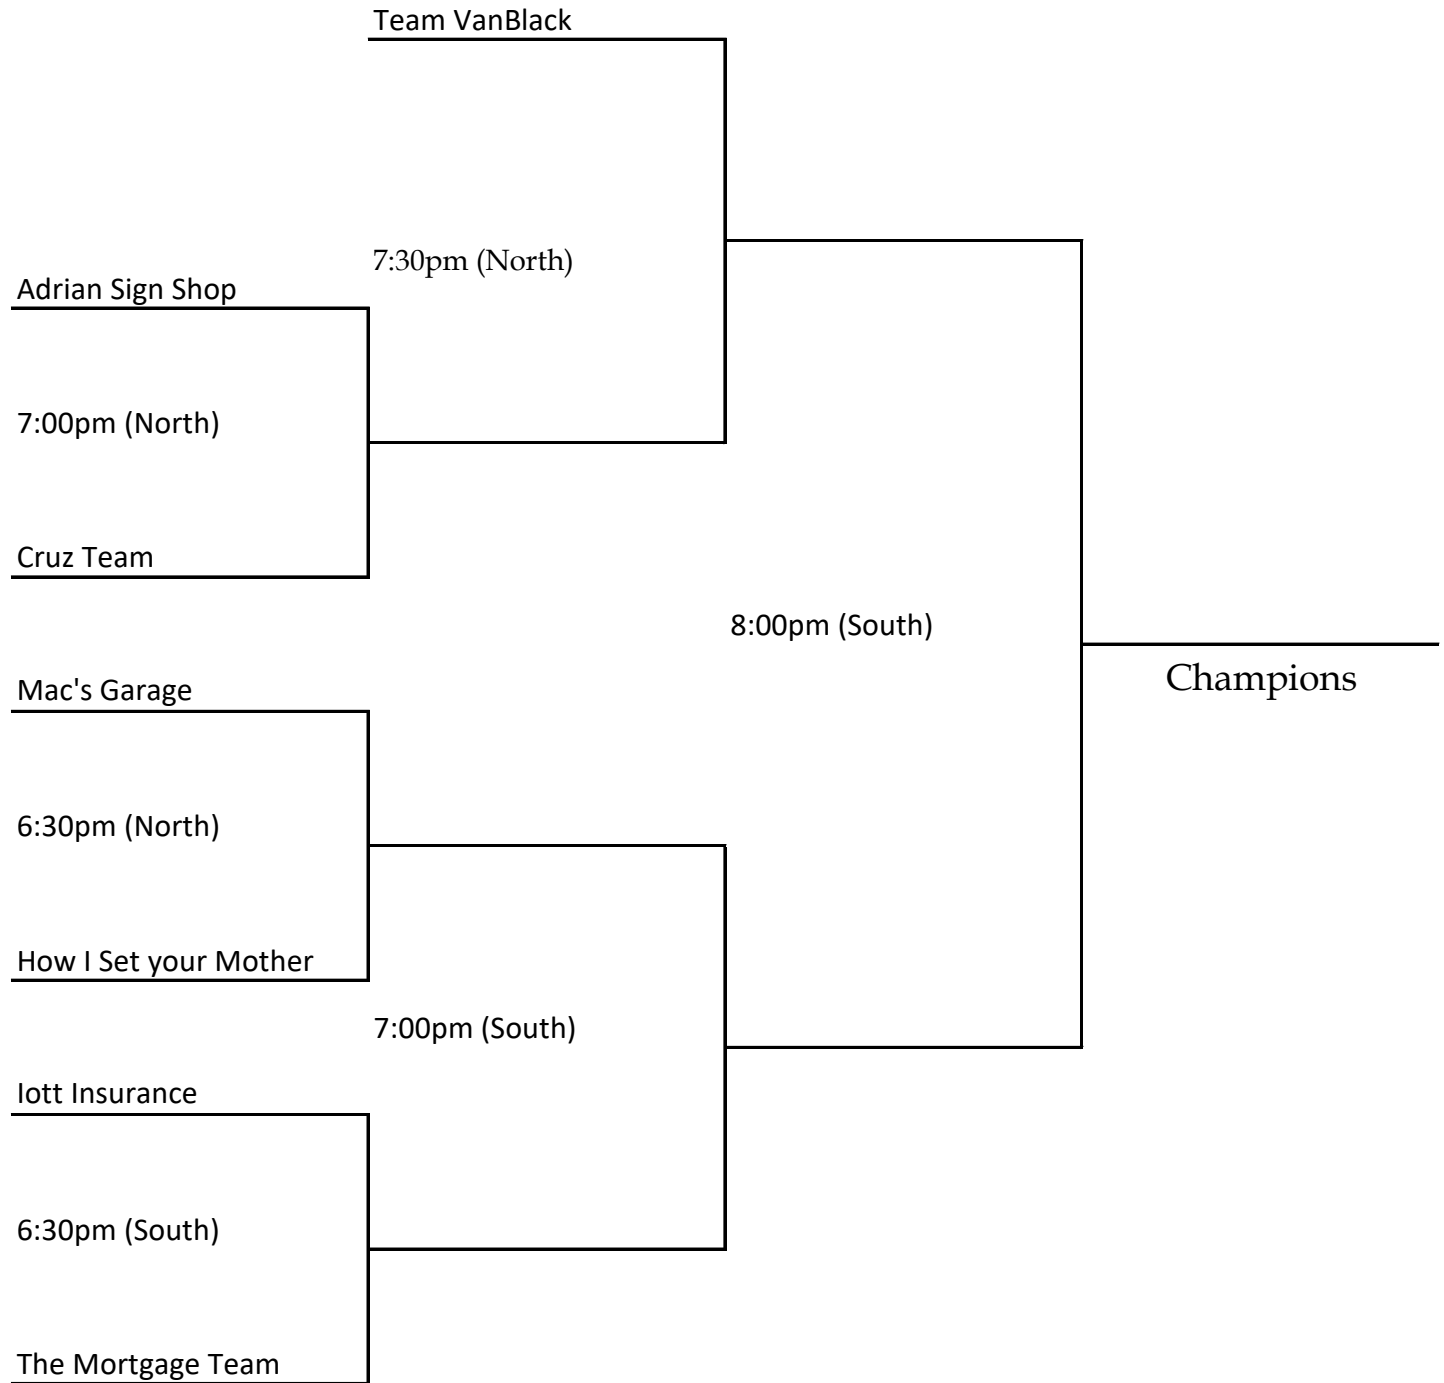 Team VanBlack
7:30pm (North)
Adrian Sign Shop
7:00pm (North)
Cruz Team
8:00pm (South)
Champions
Mac's Garage
6:30pm (North)
How I Set your Mother
7:00pm (South)
Iott Insurance
6:30pm (South)
The Mortgage Team